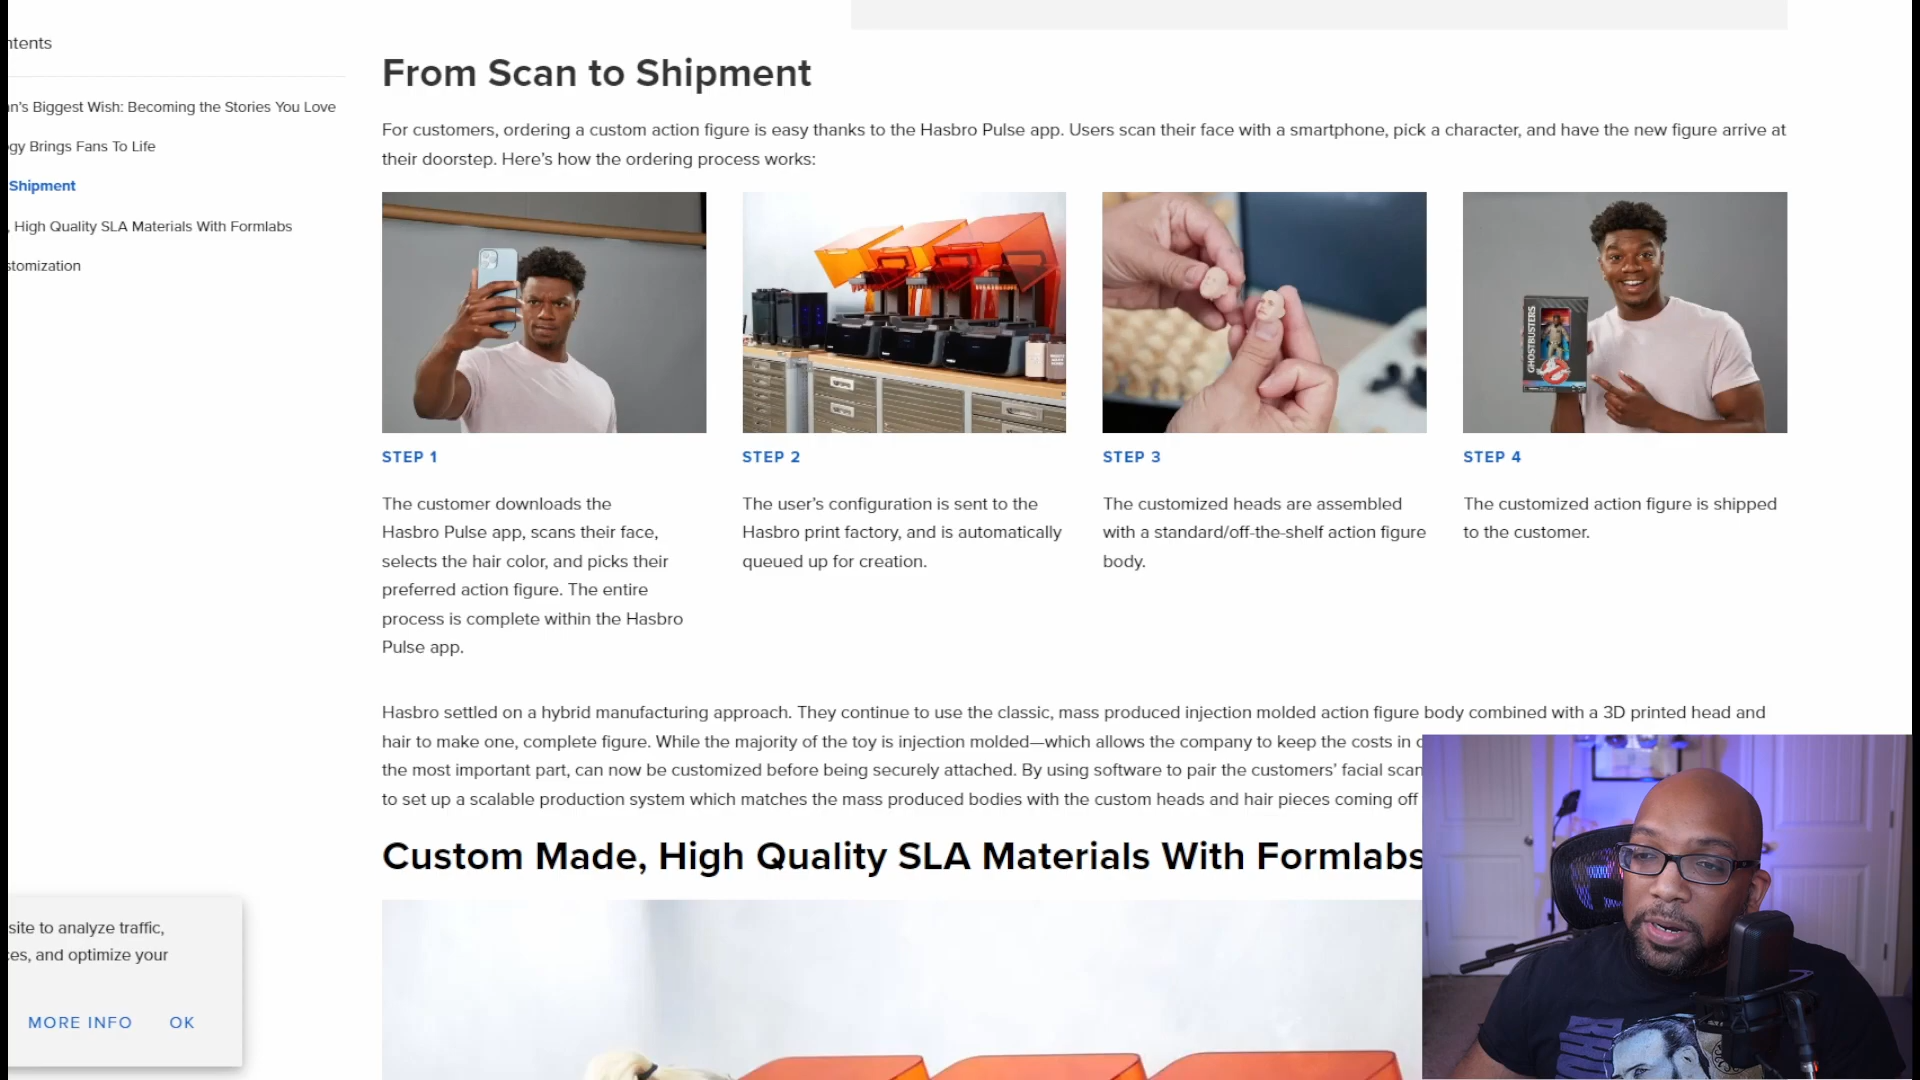 ntents
From Scan to Shipment
For customers, ordering a custom action figure is easy thanks to the Hasbro Pulse app. Users scan their face with a smartphone, pick a character, and have the new figure arrive at
their doorstep. Here's how the ordering process works:
an's Biggest Wish: Becoming the Stories You Love
gy Brings Fans To Life
Shipment
, High Quality SLA Materials With Formlabs
stomization
GHOSTBUSTERS
STEP 1
The customer downloads the
Hasbro Pulse app, scans their face,
selects the hair color, and picks their
preferred action figure. The entire
process is complete within the Hasbro
Pulse app.
STEP 2
The user's configuration is sent to the
Hasbro print factory, and is automatically
queued up for creation.
STEP 3
The customized heads are assembled
with a standard/off-the-shelf action figure
body.
STEP 4
The customized action figure is shipped
to the customer.
Hasbro settled on a hybrid manufacturing approach. They continue to use the classic, mass produced injection molded action figure body combined with a 3D printed head and
hair to make one, complete figure. While the majority of the toy is injection molded—which allows the company to keep the costs in
the most important part, can now be customized before being securely attached. By using software to pair the customers' facial scan
to set up a scalable production system which matches the mass produced bodies with the custom heads and hair pieces coming off
Custom Made, High Quality SLA Materials With Formlabs
site to analyze traffic,
ces, and optimize your
MORE INFO OK